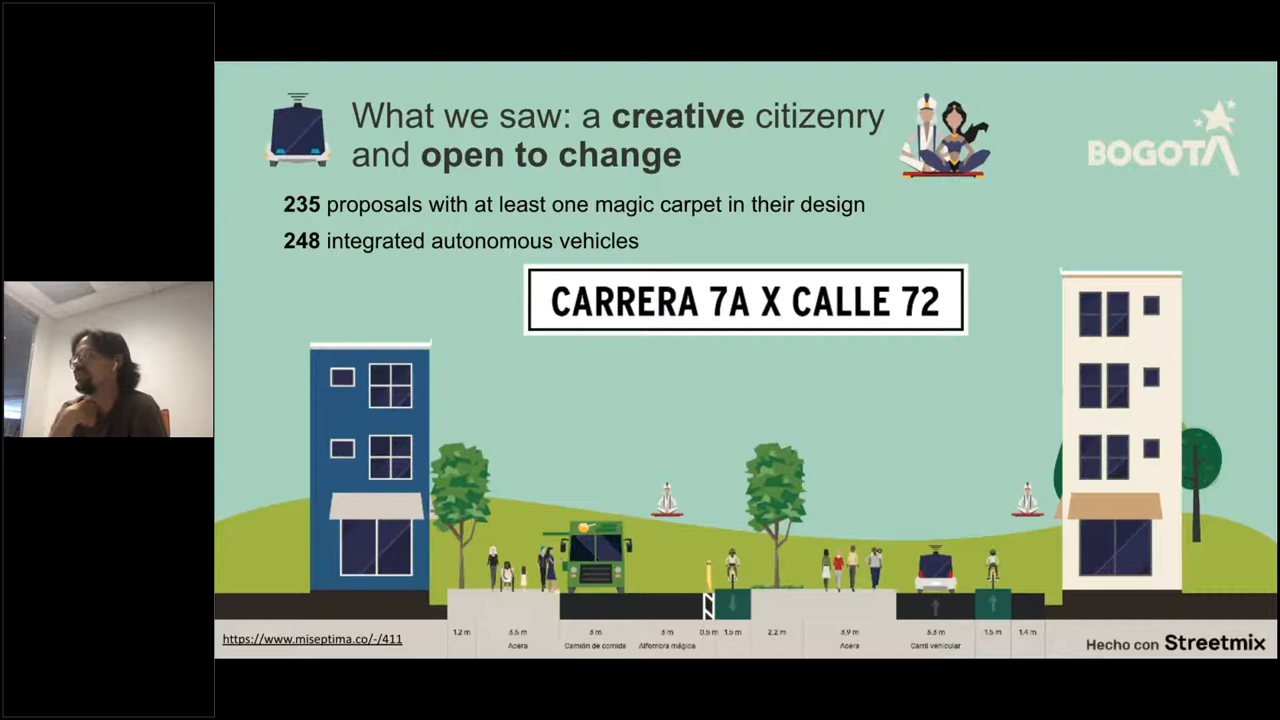 What we saw: a creative citizenry
and open to change
BOGOTÁ
235 proposals with at least one magic carpet in their design
248 integrated autonomous vehicles
CARRERA 7A X CALLE 72
https://www.miseptima.co/-/411
1.2 m 3.5 m 3 m 3 m 0.5 m 1.5 m 2.2 m 3.9 m 3.3 m 1.5 m 1.4 m
Acera Camión de comida Alfombra mágica Acera Carril vehicular
Hecho con Streetmix